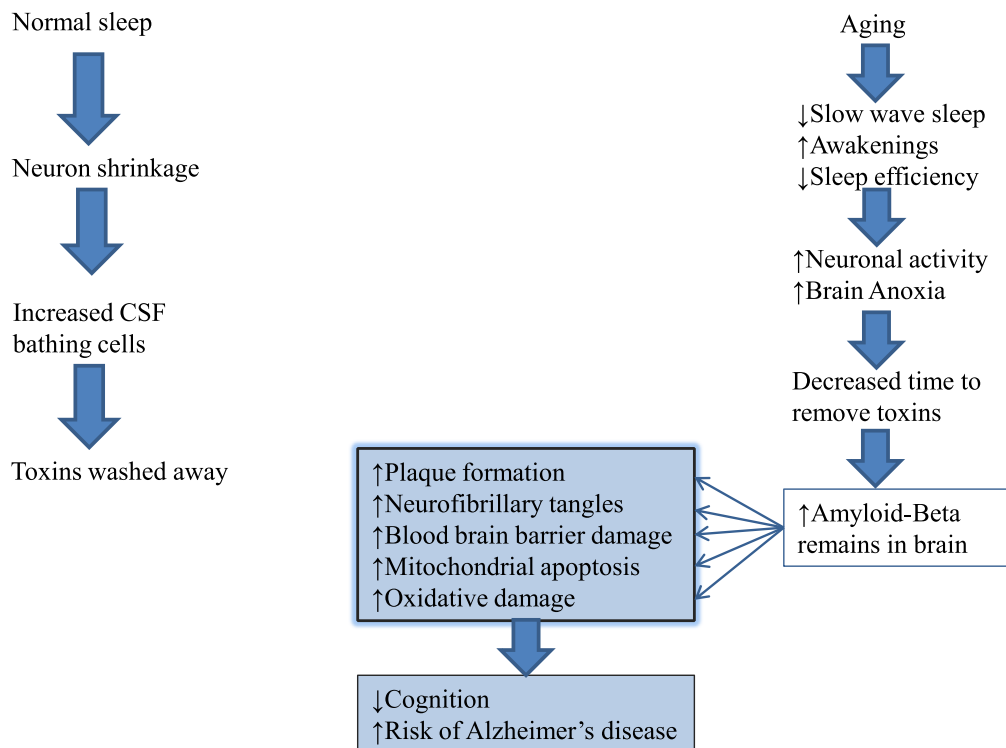 Normal sleep
Neuron shrinkage
Increased CSF
bathing cells
Toxins washed away
Aging
↓Slow wave sleep
↑Awakenings
↓Sleep efficiency
↑Neuronal activity
↑Brain Anoxia
Decreased time to
remove toxins
↑Amyloid-Beta
remains in brain
↑Plaque formation
↑Neurofibrillary tangles
↑Blood brain barrier damage
↑Mitochondrial apoptosis
↑Oxidative damage
↓Cognition
↑Risk of Alzheimer’s disease